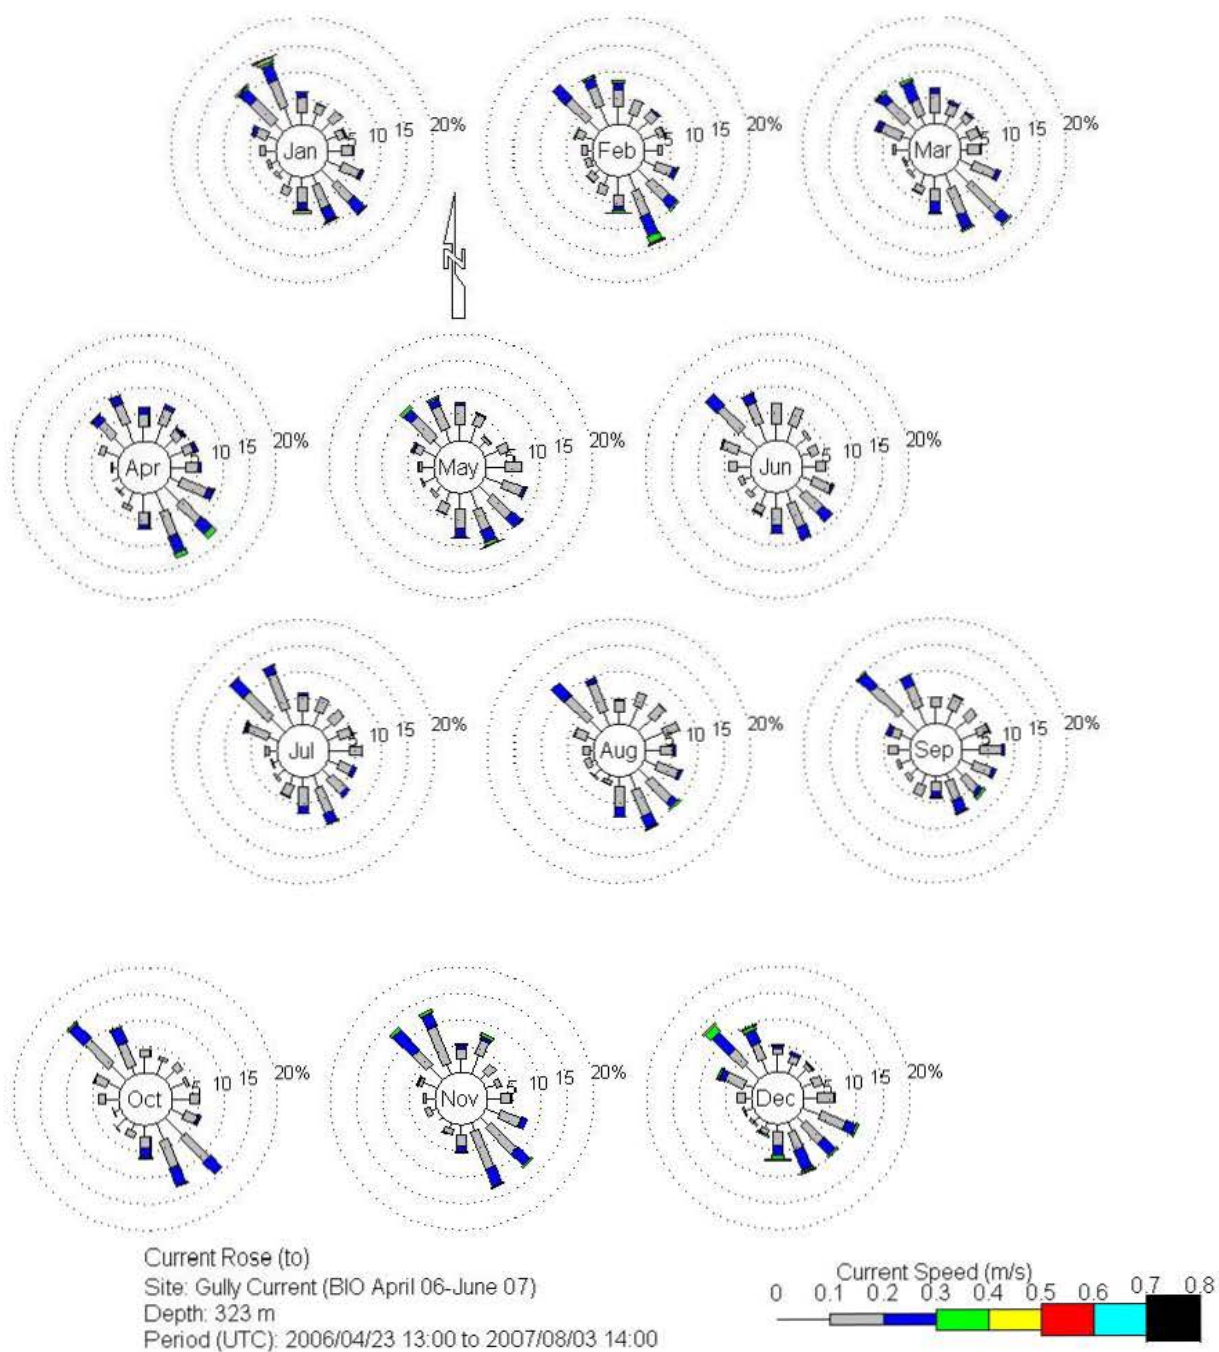 Jan 5 10 15 20%
Feb 5 10 15 20%
Mar 5 10 15 20%
N
Apr 5 10 15 20%
May 5 10 15 20%
Jun 5 10 15 20%
Jul 5 10 15 20%
Aug 5 10 15 20%
Sep 5 10 15 20%
Oct 5 10 15 20%
Nov 5 10 15 20%
Dec 5 10 15 20%
Current Rose (to)
Site: Gully Current (BIO April 06-June 07)
Depth: 323 m
Period (UTC): 2006/04/23 13:00 to 2007/08/03 14:00
Current Speed (m/s)
0 0.1 0.2 0.3 0.4 0.5 0.6 0.7 0.8